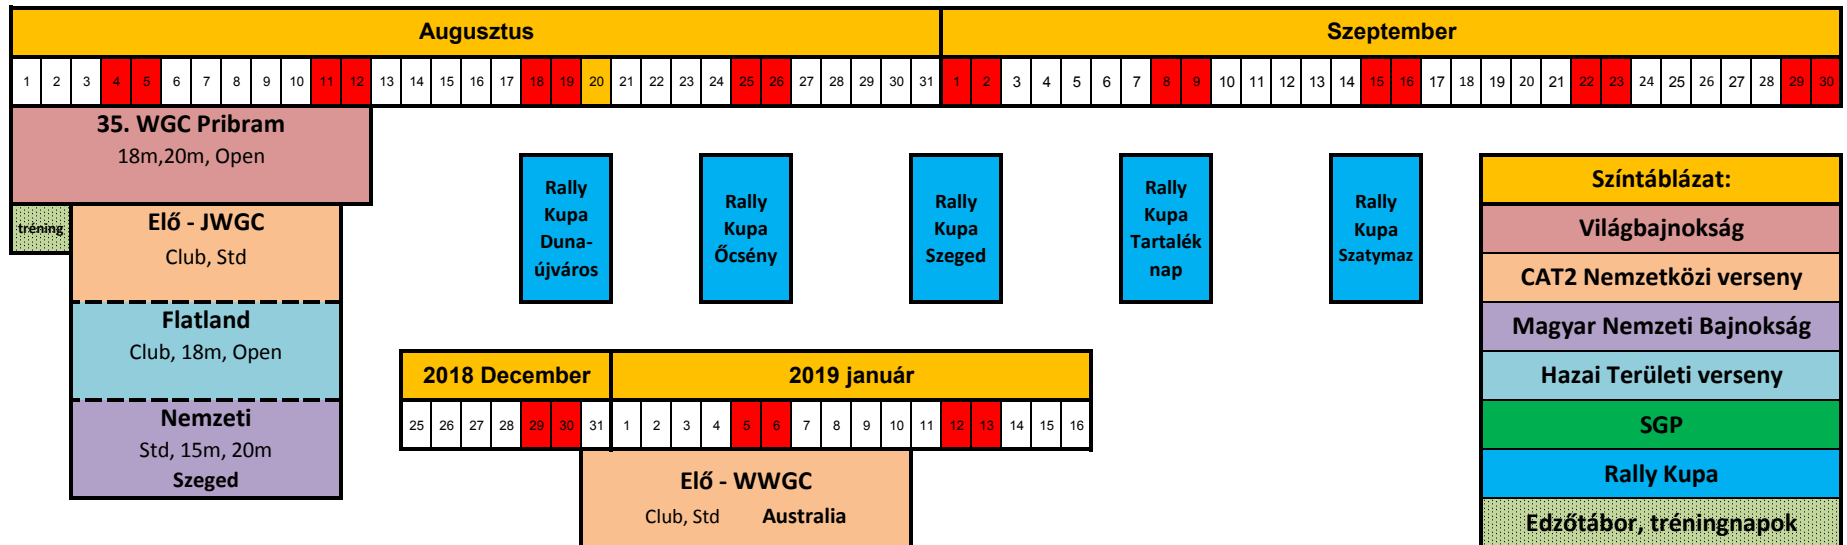 Augusztus Szeptember
1 2 3 4 5 6 7 8 9 10 11 12 13 14 15 16 17 18 19 20 21 22 23 24 25 26 27 28 29 30 31 1 2 3 4 5 6 7 8 9 10 11 12 13 14 15 16 17 18 19 20 21 22 23 24 25 26 27 28 29 30
35. WGC Pribram
18m,20m, Open
tréning
Elő - JWGC
Club, Std
Flatland
Club, 18m, Open
Nemzeti
Std, 15m, 20m
Szeged
Rally
Kupa
Duna-
újváros
Rally
Kupa
Őcsény
Rally
Kupa
Szeged
Rally
Kupa
Tartalék
nap
Rally
Kupa
Szatymaz
2018 December 2019 január
25 26 27 28 29 30 31 1 2 3 4 5 6 7 8 9 10 11 12 13 14 15 16
Elő - WWGC
Club, Std Australia
Színtáblázat:
Világbajnokság
CAT2 Nemzetközi verseny
Magyar Nemzeti Bajnokság
Hazai Területi verseny
SGP
Rally Kupa
Edzőtábor, tréningnapok